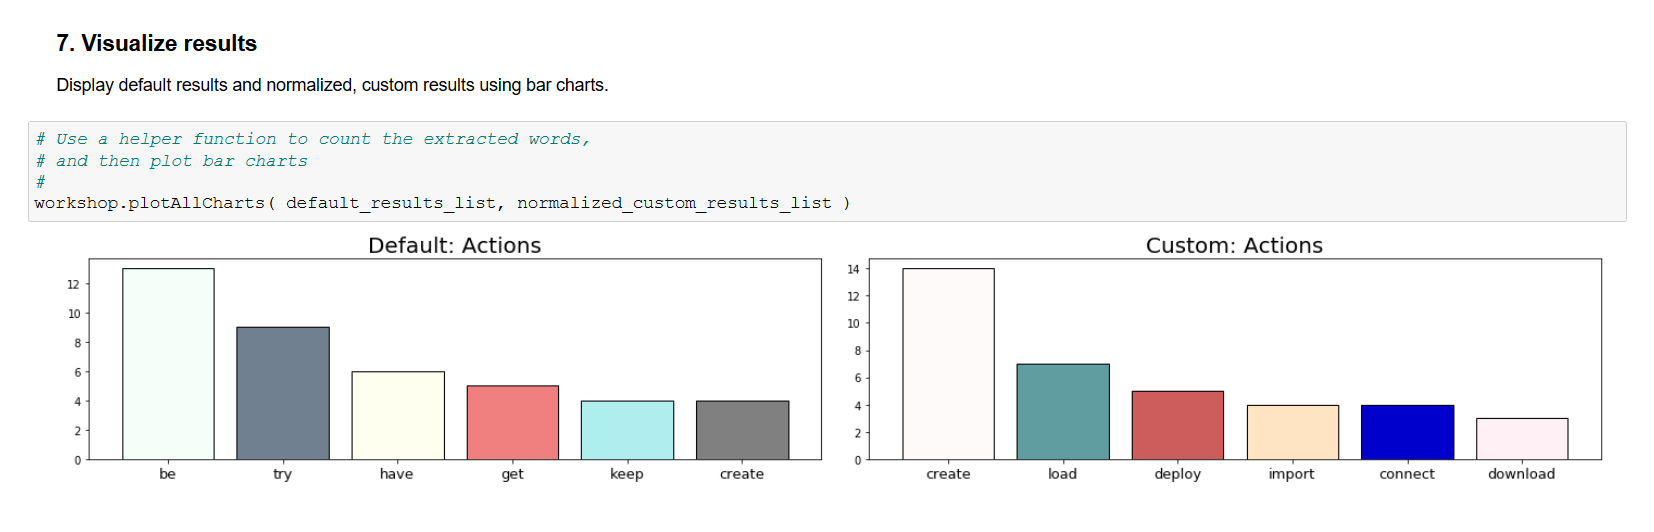 7. Visualize results
Display default results and normalized, custom results using bar charts.
# Use a helper function to count the extracted words,
# and then plot bar charts
#
workshop.plotAllCharts( default_results_list, normalized_custom_results_list )
Default: Actions
12
10
8
6
4
2
0
be try have get keep create
Custom: Actions
14
12
10
8
6
4
2
0
create load deploy import connect download